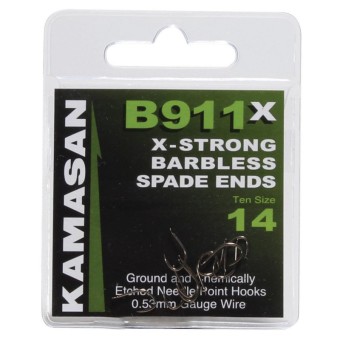 KAMASAN
B911X
X-STRONG
BARBLESS
SPADE ENDS
Ten Size
14
Ground and Chemically
Etched Needle Point Hooks
0.53mm Gauge Wire